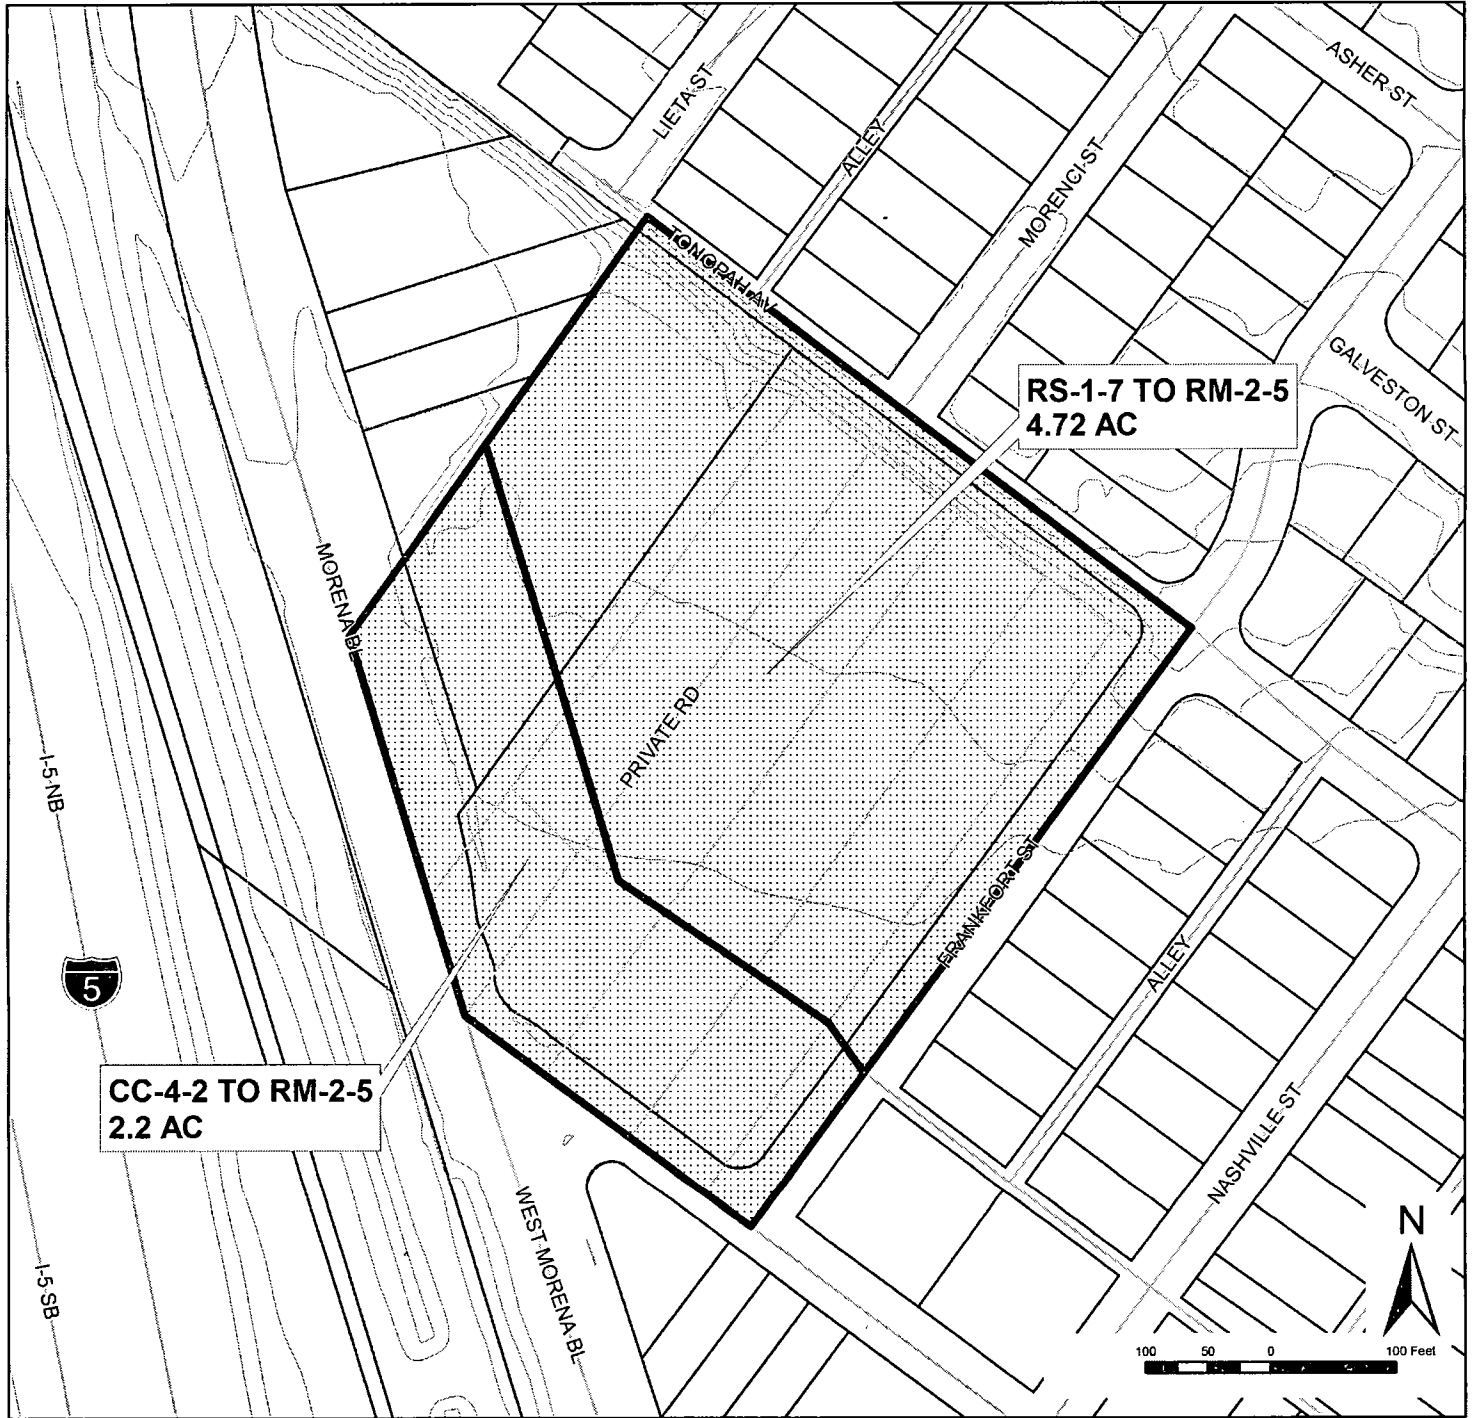 ASHER ST
LIETA ST
ALLEY
MORENCI ST
TONOPAH AV
GALVESTON ST
RS-1-7 TO RM-2-5
4.72 AC
MORENA BL
PRIVATE RD
I-5 NB
FRANKFORT ST
ALLEY
5
CC-4-2 TO RM-2-5
2.2 AC
NASHVILLE ST
WEST MORENA BL
I-5 SB
N
100 50 0 100 Feet